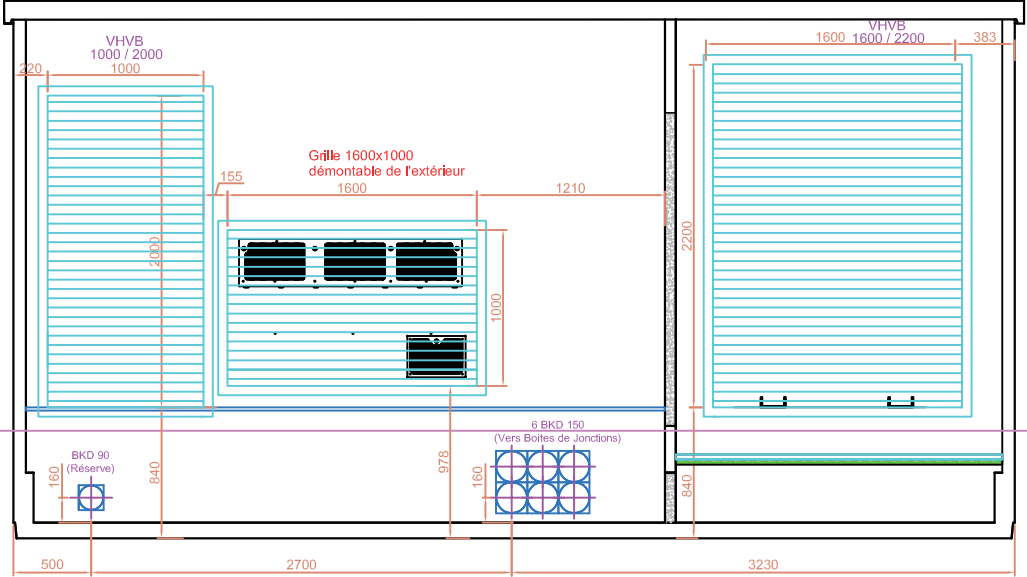 VHVB
1000 / 2000
220
1000
VHVB
1600
1600 / 2200
383
Grille 1600x1000
démontable de l'extérieur
155
1600
1210
2000
2200
1000
6 BKD 150
(Vers Boites de Jonctions)
BKD 90
(Réserve)
160
840
978
160
840
500
2700
3230